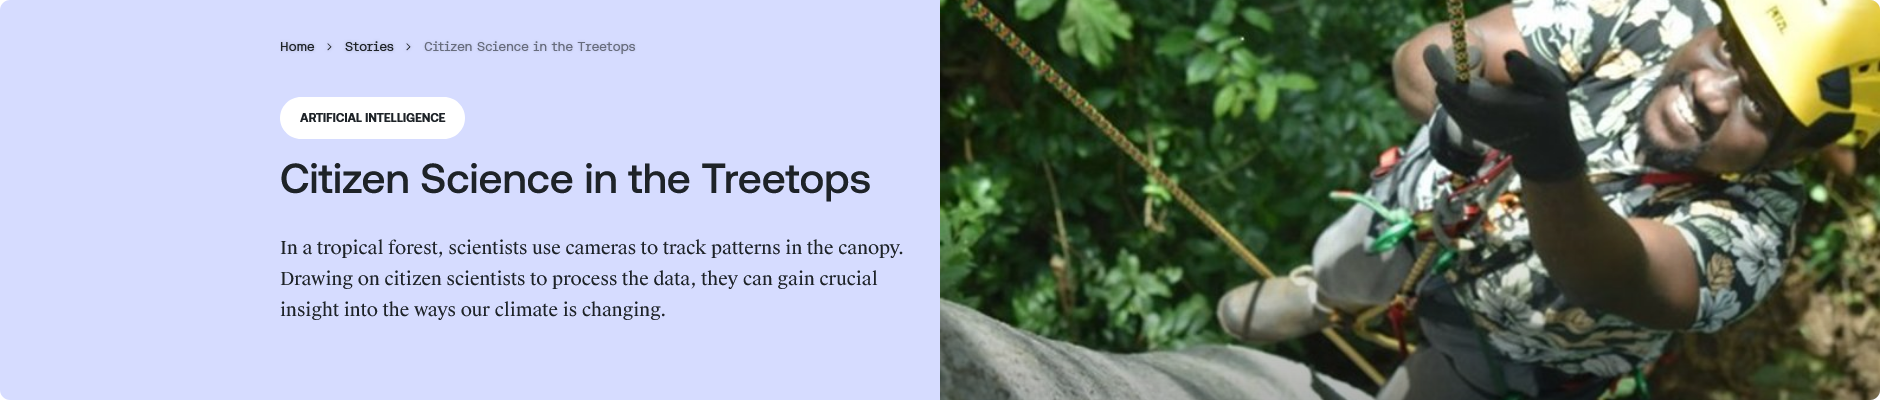 Home > Stories > Citizen Science in the Treetops
ARTIFICIAL INTELLIGENCE
Citizen Science in the Treetops
In a tropical forest, scientists use cameras to track patterns in the canopy.
Drawing on citizen scientists to process the data, they can gain crucial
insight into the ways our climate is changing.
PETZL